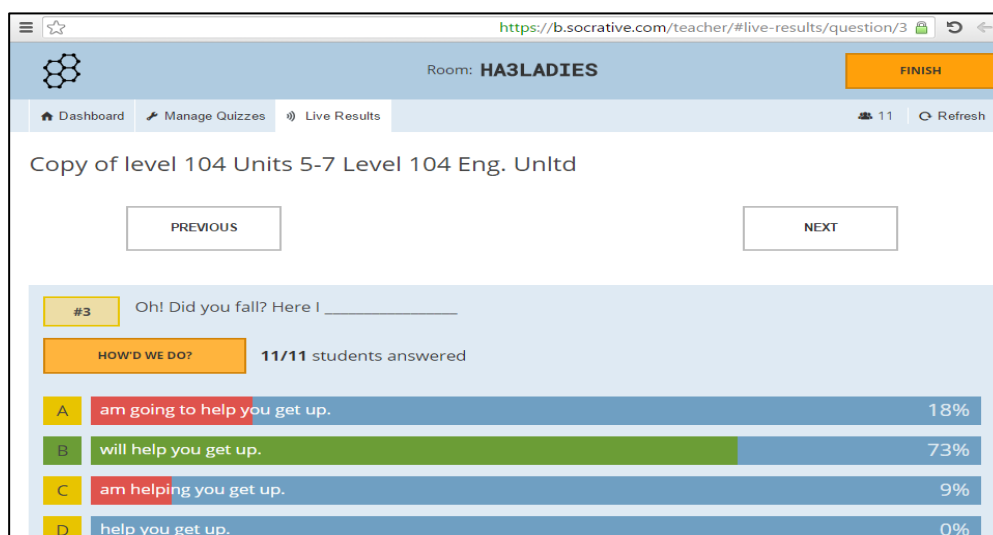 https://b.socrative.com/teacher/#live-results/question/3
Room: HA3LADIES
FINISH
Dashboard Manage Quizzes Live Results 11 Refresh
Copy of level 104 Units 5-7 Level 104 Eng. Unltd
PREVIOUS NEXT
#3 Oh! Did you fall? Here I _________________
HOW'D WE DO? 11/11 students answered
A am going to help you get up. 18%
B will help you get up. 73%
C am helping you get up. 9%
D help you get up. 0%